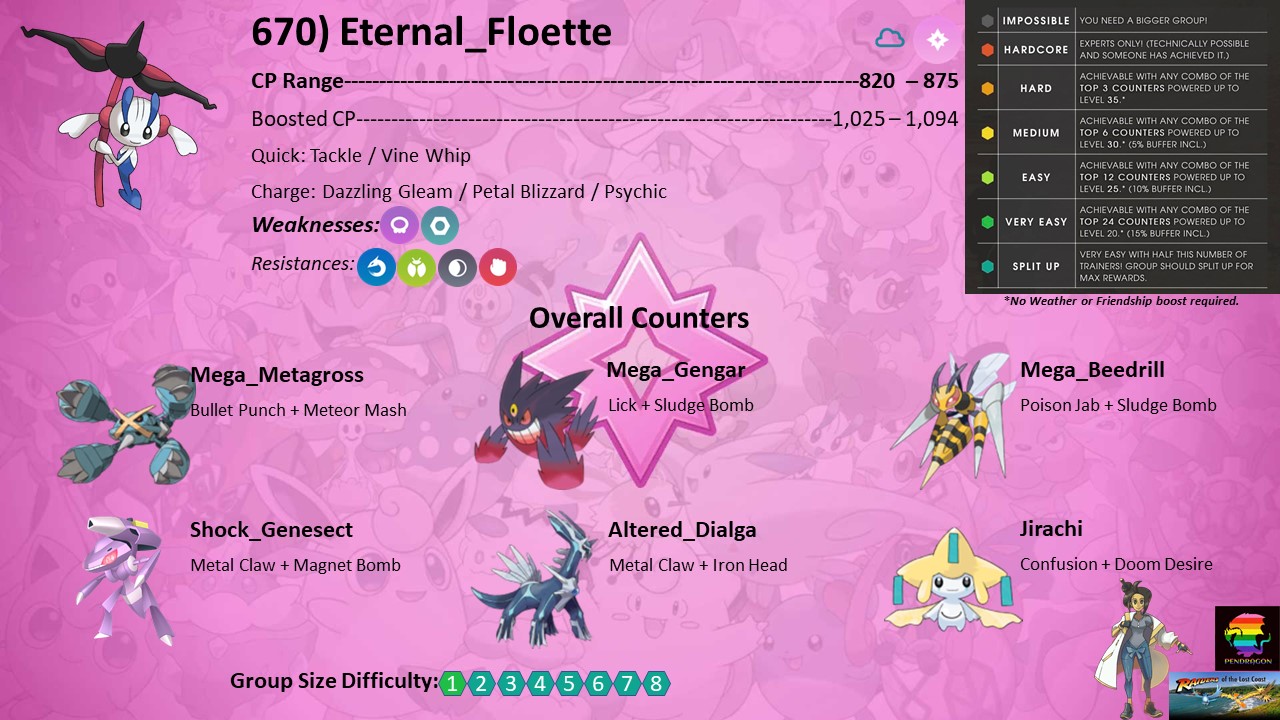 670) Eternal_Floette
CP Range---820 – 875
Boosted CP---1,025 – 1,094
Quick: Tackle / Vine Whip
Charge: Dazzling Gleam / Petal Blizzard / Psychic
Weaknesses:
Resistances:
IMPOSSIBLE YOU NEED A BIGGER GROUP!
HARDCORE EXPERTS ONLY! (TECHNICALLY POSSIBLE
AND SOMEONE HAS ACHIEVED IT.)
HARD ACHIEVABLE WITH ANY COMBO OF THE
TOP 3 COUNTERS POWERED UP TO
LEVEL 35.*
MEDIUM ACHIEVABLE WITH ANY COMBO OF THE
TOP 6 COUNTERS POWERED UP TO
LEVEL 30.* (5% BUFFER INCL.)
EASY ACHIEVABLE WITH ANY COMBO OF THE
TOP 12 COUNTERS POWERED UP TO
LEVEL 25.* (10% BUFFER INCL.)
VERY EASY ACHIEVABLE WITH ANY COMBO OF THE
TOP 24 COUNTERS POWERED UP TO
LEVEL 20.* (15% BUFFER INCL.)
SPLIT UP VERY EASY WITH HALF THIS NUMBER OF
TRAINERS! GROUP SHOULD SPLIT UP FOR
MAX REWARDS.
*No Weather or Friendship boost required.
Overall Counters
Mega_Metagross
Bullet Punch + Meteor Mash
Mega_Gengar
Lick + Sludge Bomb
Mega_Beedrill
Poison Jab + Sludge Bomb
Shock_Genesect
Metal Claw + Magnet Bomb
Altered_Dialga
Metal Claw + Iron Head
Jirachi
Confusion + Doom Desire
Group Size Difficulty: 1 2 3 4 5 6 7 8
PENDRAGON
RAIDERS of the Lost Coast